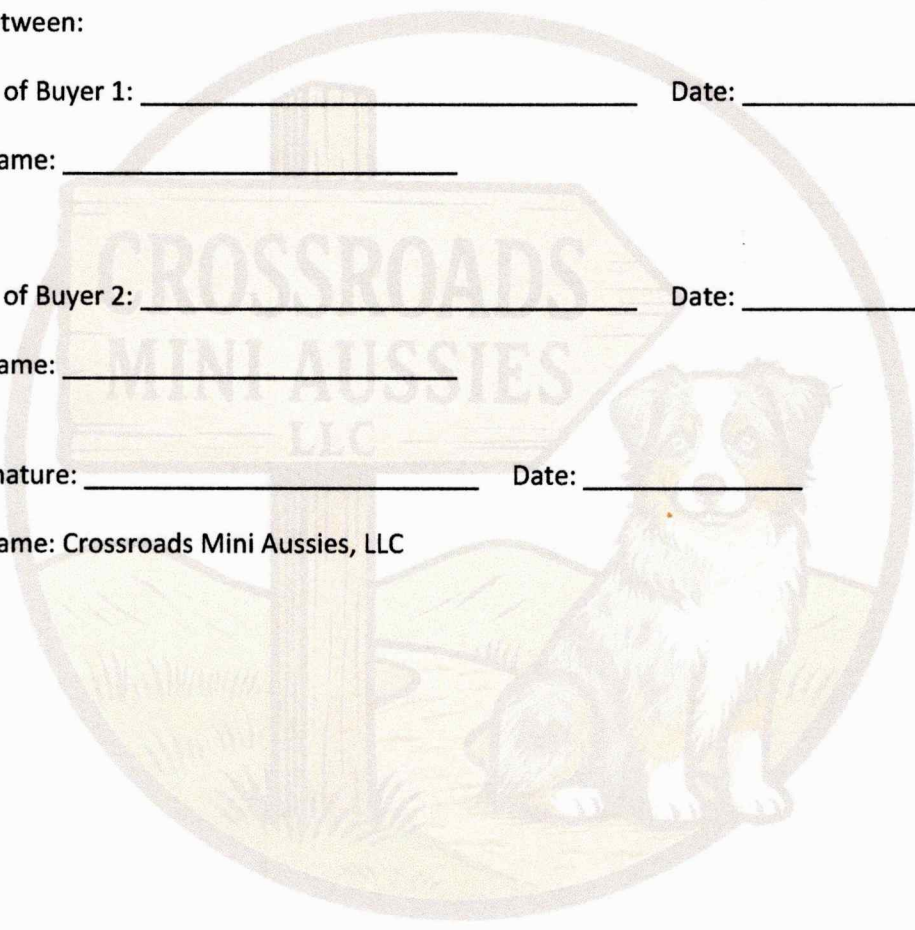 tween:
of Buyer 1: Date:
ame:
CROSSROADS
of Buyer 2: Date:
MINI AUSSIES
ame:
LLC
nature: Date:
ame: Crossroads Mini Aussies, LLC